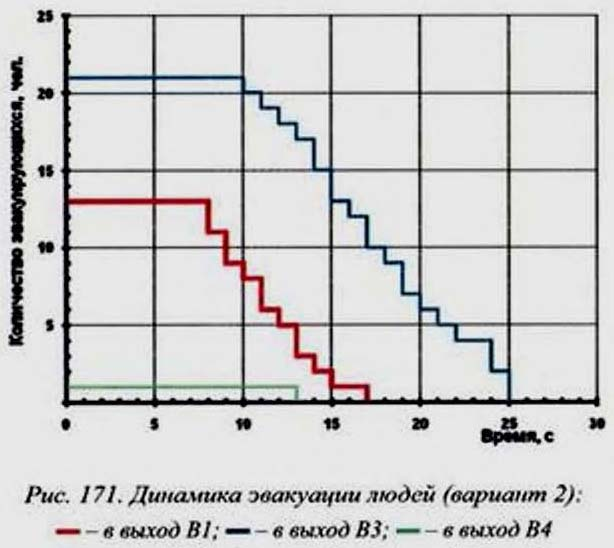 Количество эвакуирующихся, чел.
25
20
15
10
5
0 5 10 15 20 25 30
Время, с
Рис. 171. Динамика эвакуации людей (вариант 2):
– в выход В1; – в выход В3; – в выход В4